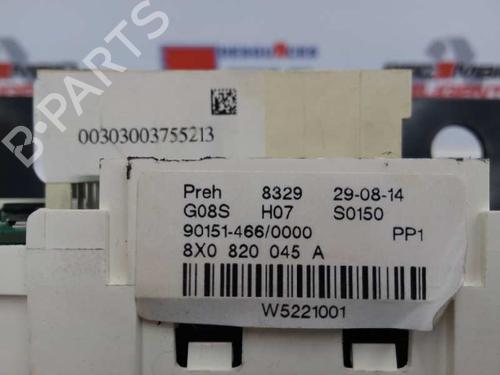 B-PARTS
00303003755213
Preh 8329 29-08-14
G08S H07 S0150
90151-466/0000 PP1
8X0 820 045 A
W5221001